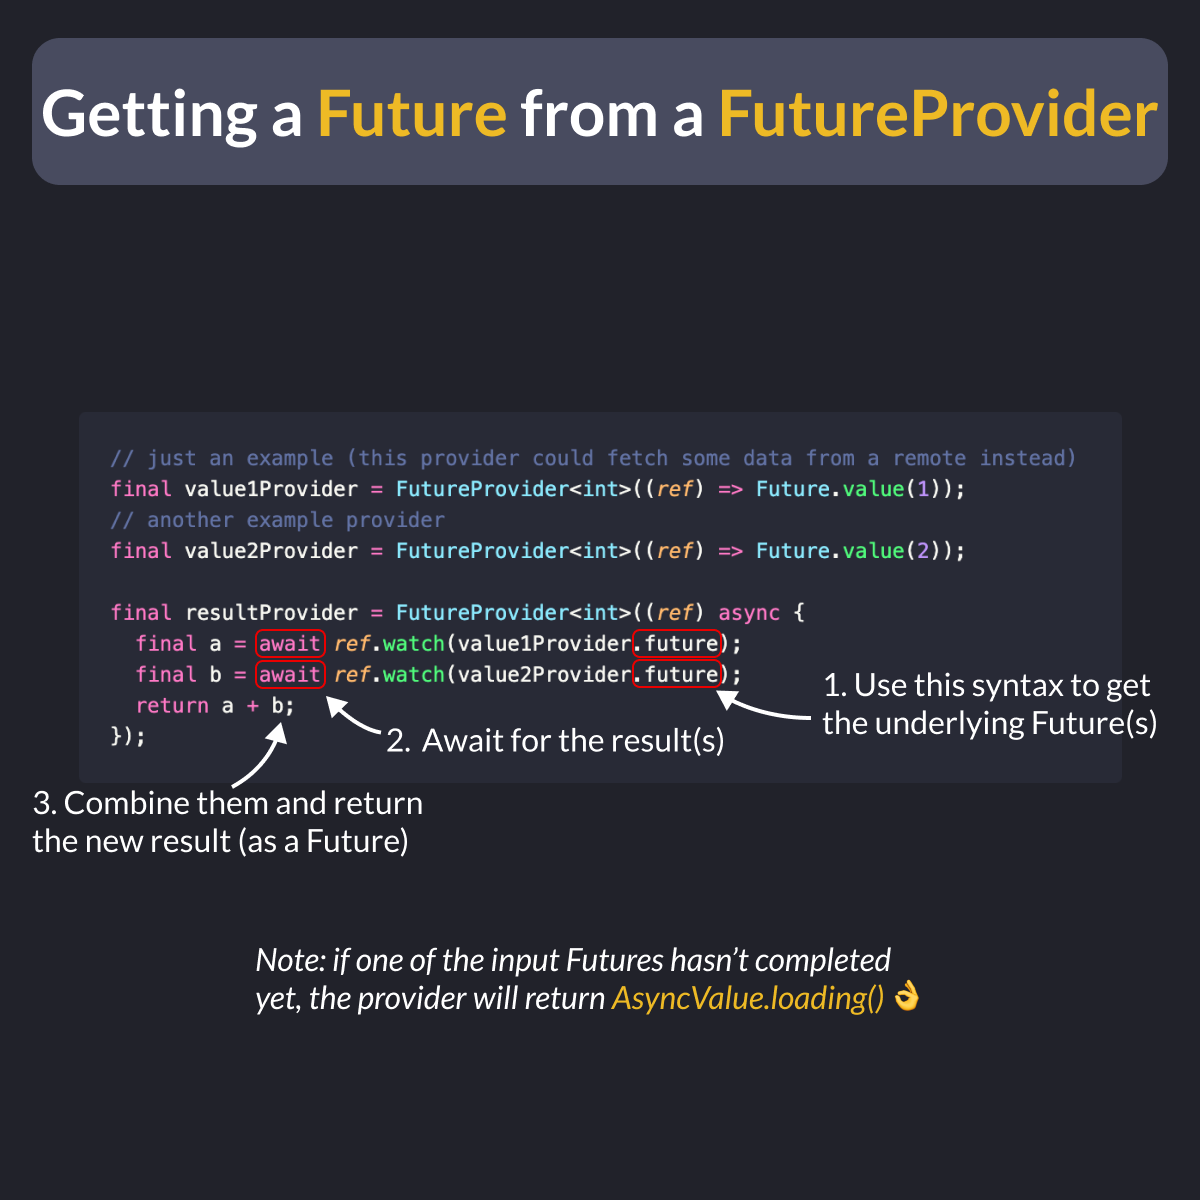 Getting a Future from a FutureProvider
// just an example (this provider could fetch some data from a remote instead)
final value1Provider = FutureProvider<int>((ref) => Future.value(1));
// another example provider
final value2Provider = FutureProvider<int>((ref) => Future.value(2));
final resultProvider = FutureProvider<int>((ref) async {
  final a = await ref.watch(value1Provider.future);
  final b = await ref.watch(value2Provider.future);
  return a + b;
});
1. Use this syntax to get
the underlying Future(s)
2. Await for the result(s)
3. Combine them and return
the new result (as a Future)
Note: if one of the input Futures hasn’t completed
yet, the provider will return AsyncValue.loading() 👌